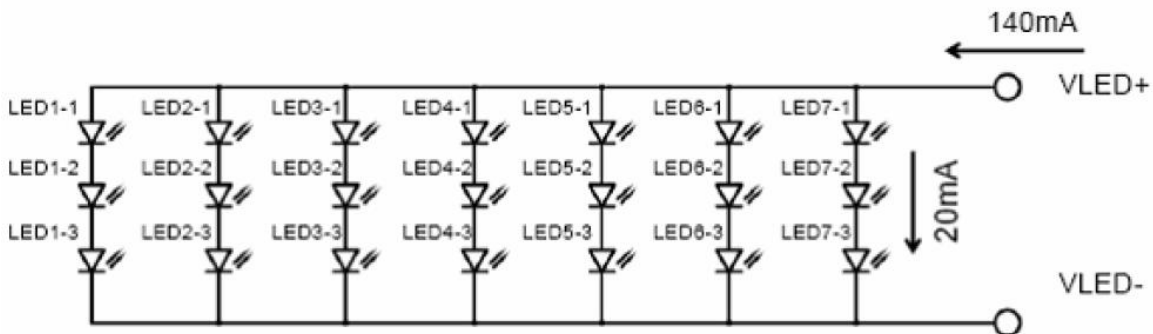 140mA
VLED+
LED1-1 LED2-1 LED3-1 LED4-1 LED5-1 LED6-1 LED7-1
LED1-2 LED2-2 LED3-2 LED4-2 LED5-2 LED6-2 LED7-2
20mA
LED1-3 LED2-3 LED3-3 LED4-3 LED5-3 LED6-3 LED7-3
VLED-